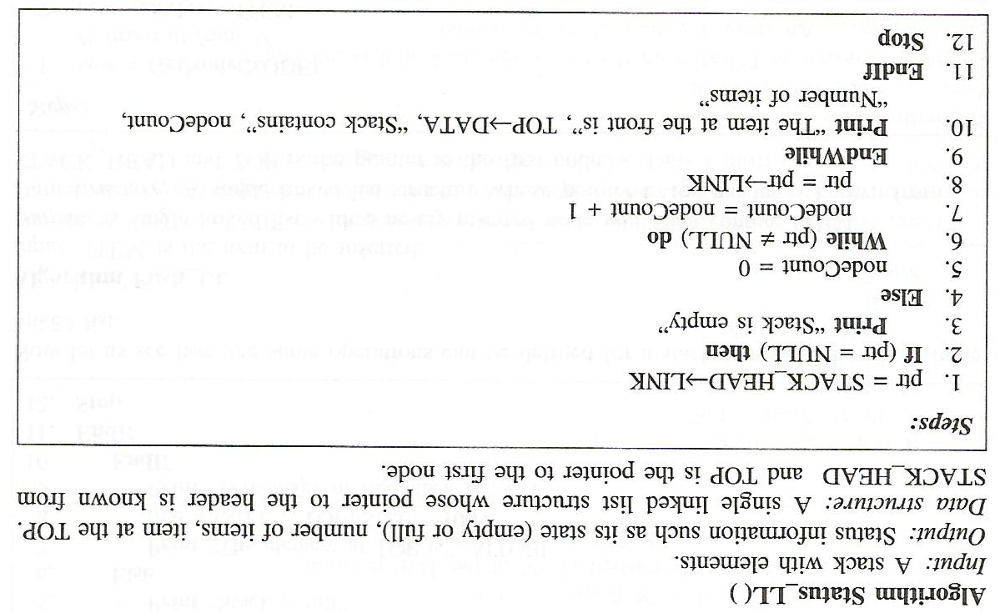 Algorithm Status_LL( )
Input: A stack with elements.
Output: Status information such as its state (empty or full), number of items, item at the TOP.
Data structure: A single linked list structure whose pointer to the header is known from
STACK_HEAD and TOP is the pointer to the first node.
Steps:
1. ptr = STACK_HEAD→LINK
2. If (ptr = NULL) then
3. Print “Stack is empty”
4. Else
5. nodeCount = 0
6. While (ptr ≠ NULL) do
7. nodeCount = nodeCount + 1
8. ptr = ptr→LINK
9. EndWhile
10. Print “The item at the front is”, TOP→DATA, “Stack contains”, nodeCount,
“Number of items”
11. EndIf
12. Stop